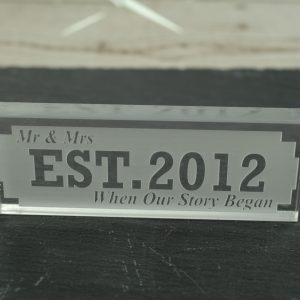 Mr & Mrs
EST.2012
When Our Story Began